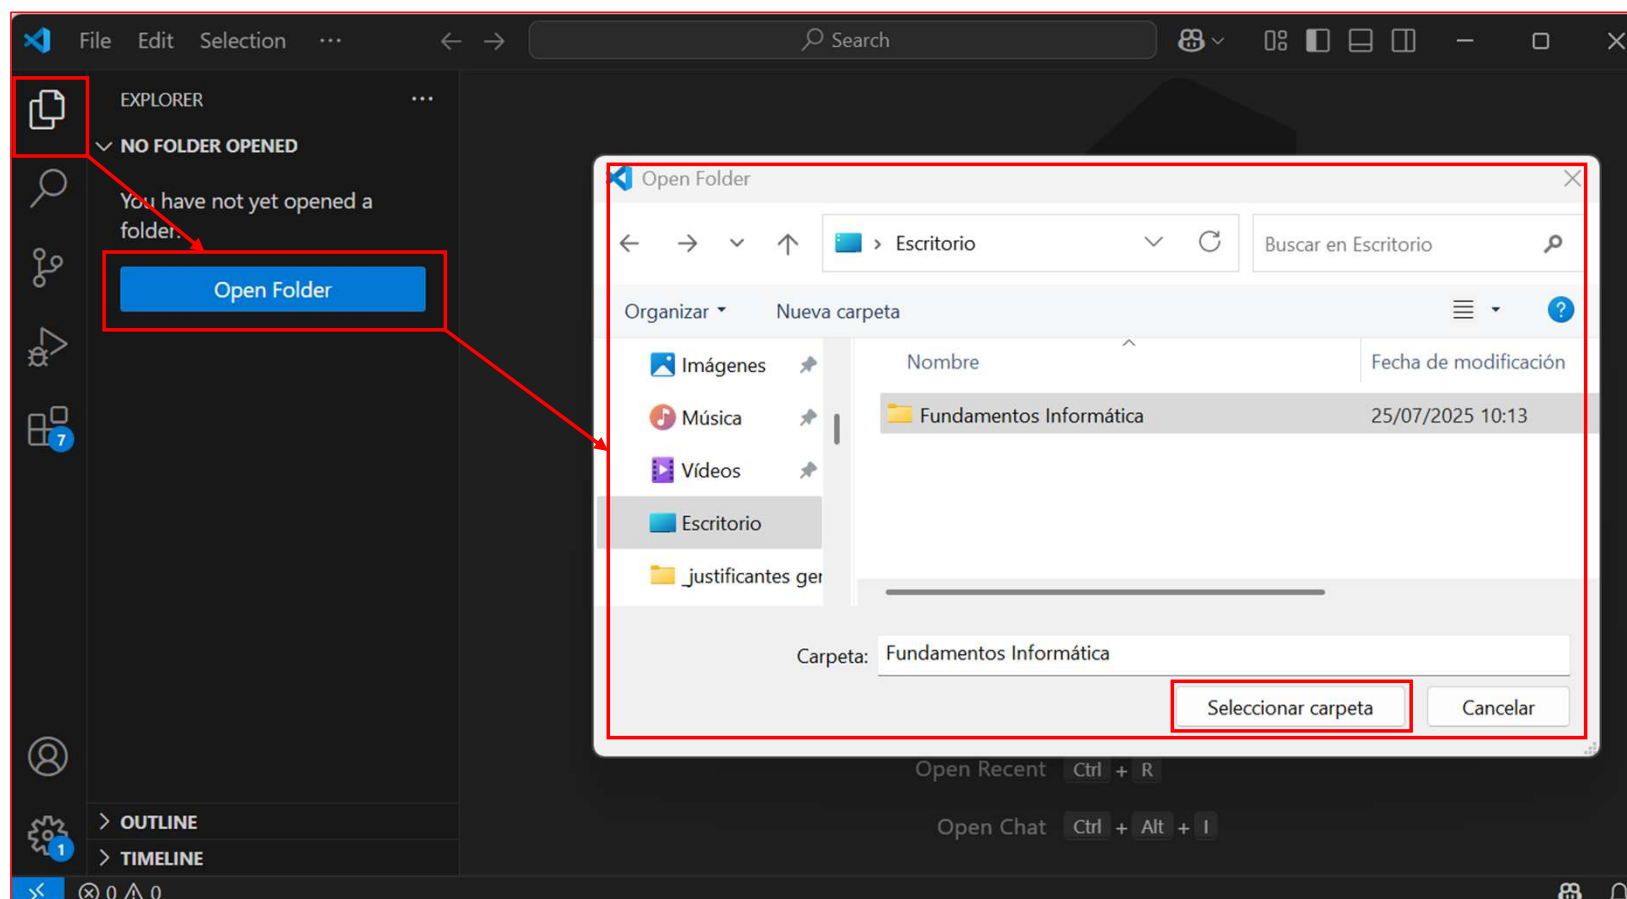 File Edit Selection ··· Search
EXPLORER ···
NO FOLDER OPENED
You have not yet opened a
folder.
Open Folder
7
1
OUTLINE
TIMELINE
0 0
Open Folder
Escritorio
Buscar en Escritorio
Organizar Nueva carpeta
?
Imágenes
Música
Vídeos
Escritorio
_justificantes ger
Nombre Fecha de modificación
Fundamentos Informática 25/07/2025 10:13
Carpeta: Fundamentos Informática
Seleccionar carpeta Cancelar
Open Recent Ctrl + R
Open Chat Ctrl + Alt + I